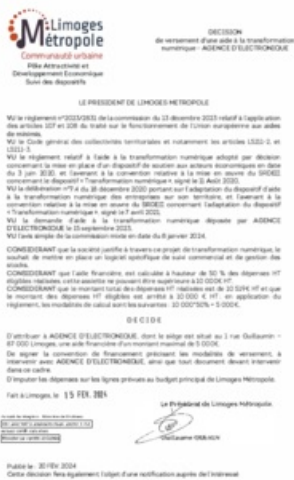 Limoges
Métropole
Communauté urbaine
Pôle Attractivité et
Développement Economique
Suivi des dispositifs
DECISION
de versement d'une aide à la transformation
numérique - AGENCE D'ELECTRONIQUE
LE PRESIDENT DE LIMOGES METROPOLE
VU le règlement n°2023/2831 de la commission du 13 décembre 2023 relatif à l'application
des articles 107 et 108 du traité sur le fonctionnement de l'Union européenne aux aides
de minimis,
VU le Code général des collectivités territoriales et notamment les articles L5211-2, et
VU le règlement relatif à l'aide à la transformation numérique adopté par décision
concernant la mise en place d'un dispositif de soutien aux acteurs économiques en date
du 3 juin 2020, et l'avenant à la convention relative à la mise en œuvre du SRDEII
concernant le dispositif « Transformation numérique », signé le 11 Août 2020,
VU la délibération du 18 décembre 2020 portant sur l'adaptation du dispositif d'aide
à la transformation numérique des entreprises sur son territoire, et l'avenant à la
convention relative à la mise en œuvre du SRDEII concernant l'adaptation du dispositif
« Transformation numérique », signé le 7 avril 2021,
VU la demande d'aide à la transformation numérique déposée par AGENCE
D'ELECTRONIQUE le 15 septembre 2023,
VU l'avis simple de la commission mixte en date du 8 janvier 2024,
CONSIDERANT que la société justifie à travers ce projet de transformation numérique, le
souhait de mettre en place un logiciel spécifique de suivi commercial et de gestion des
stocks,
CONSIDERANT que l'aide financière, est calculée à hauteur de 50 % des dépenses HT
éligibles réalisées, cette assiette ne pouvant être supérieure à 10 000€ HT,
CONSIDERANT que le montant total des dépenses HT réalisées est de HT et que
le montant des dépenses HT éligibles est arrêté à 10 000 € HT : en application du
règlement, les modalités de calcul sont les suivantes : 10 000*50% = 5 000€,
DECIDE
D'attribuer à AGENCE D'ELECTRONIQUE, dont le siège est situé au 1 rue Guillaumin -
87 000 Limoges, une aide financière d'un montant maximal de 5 000€.
De signer la convention de financement précisant les modalités de versement, à
intervenir avec AGENCE D'ELECTRONIQUE, ainsi que tout document devant intervenir
dans ce cadre.
D'imputer les dépenses sur les lignes prévues au budget principal de Limoges Métropole.
Fait à Limoges, le 15 FEV. 2024
Le Président de Limoges Métropole,
Guillaume GUERIN
Publié le : 20 FEV. 2024
Cette décision fera également l'objet d'une notification auprès de l'intéressé